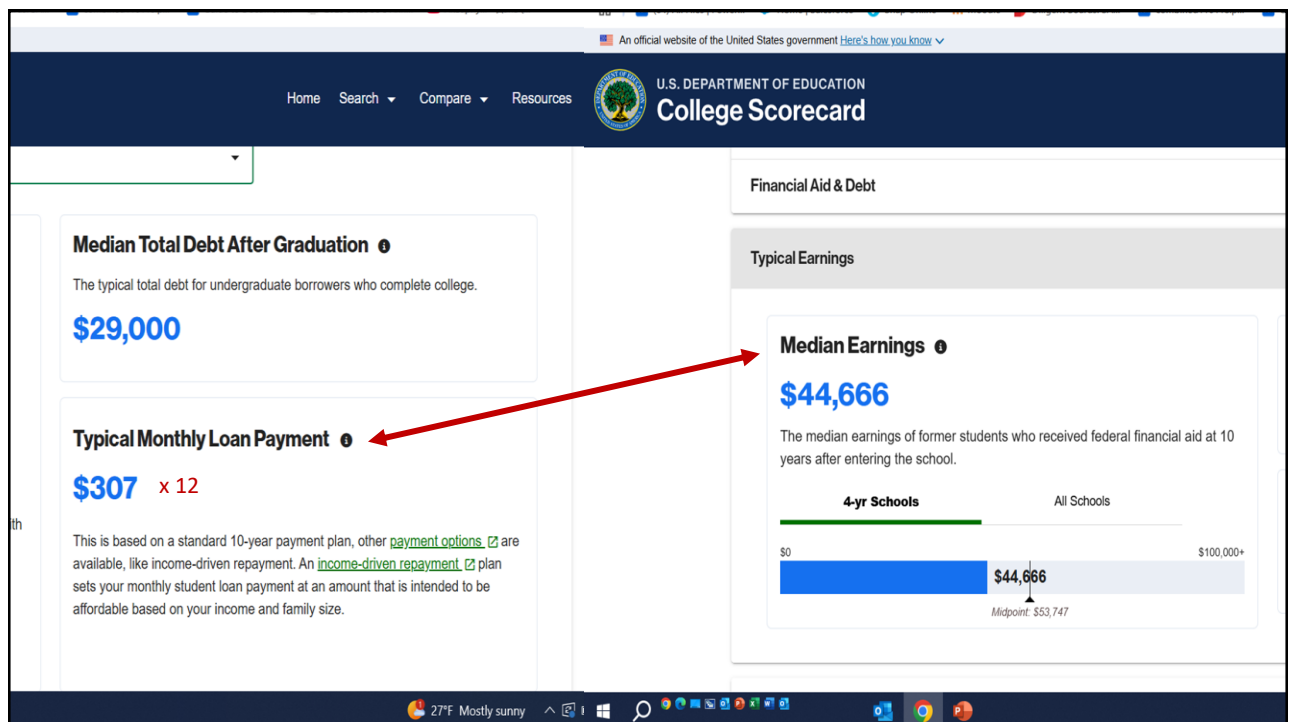 An official website of the United States government Here's how you know
Home Search Compare Resources
U.S. DEPARTMENT OF EDUCATION
College Scorecard
Median Total Debt After Graduation
The typical total debt for undergraduate borrowers who complete college.
$29,000
Typical Monthly Loan Payment
$307 x 12
ith
This is based on a standard 10-year payment plan, other payment options are
available, like income-driven repayment. An income-driven repayment plan
sets your monthly student loan payment at an amount that is intended to be
affordable based on your income and family size.
27°F Mostly sunny
Financial Aid & Debt
Typical Earnings
Median Earnings
$44,666
The median earnings of former students who received federal financial aid at 10
years after entering the school.
4-yr Schools All Schools
$0 $100,000+
$44,666
Midpoint: $53,747